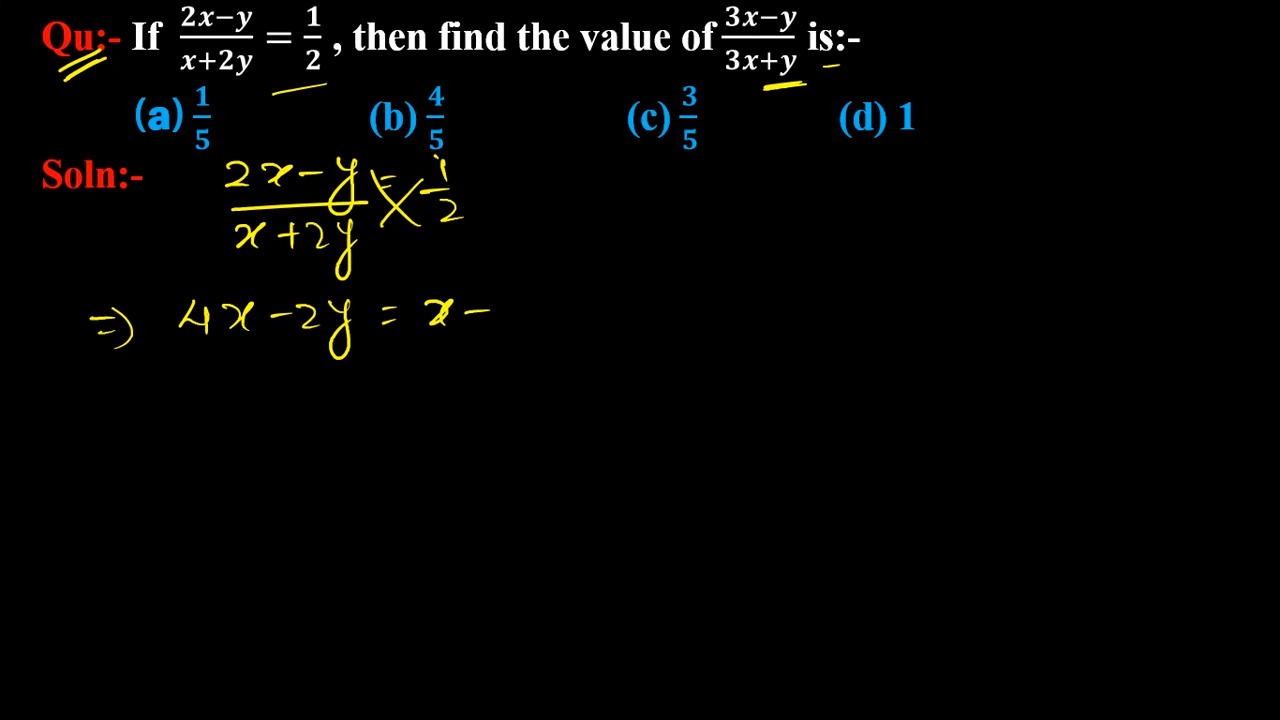 Qu:- If (2x−y)/(x+2y) = 1/2 , then find the value of (3x−y)/(3x+y) is:-
(a) 1/5 (b) 4/5 (c) 3/5 (d) 1
Soln:- (2x-y)/(x+2y) = 1/2
=> 4x-2y = x-